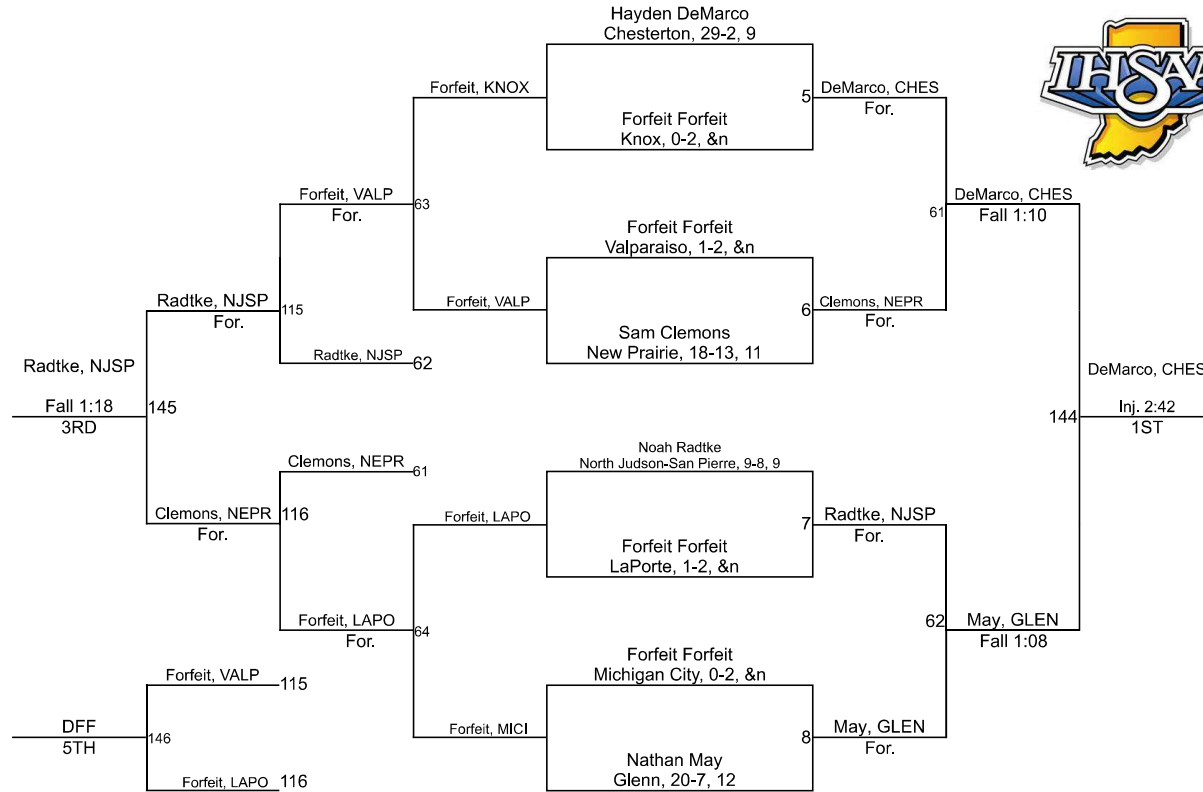 Hayden DeMarco
Chesterton, 29-2, 9
IHSAA
Forfeit, KNOX
5
DeMarco, CHES
For.
Forfeit Forfeit
Knox, 0-2, &n
Forfeit, VALP
For.
63
61
DeMarco, CHES
Fall 1:10
Forfeit Forfeit
Valparaiso, 1-2, &n
Radtke, NJSP
For.
115
Forfeit, VALP
6
Clemons, NEPR
For.
Sam Clemons
New Prairie, 18-13, 11
Radtke, NJSP
62
Radtke, NJSP
Fall 1:18
3RD
145
DeMarco, CHES
144
Inj. 2:42
1ST
Clemons, NEPR
61
Noah Radtke
North Judson-San Pierre, 9-8, 9
Clemons, NEPR
For.
116
Forfeit, LAPO
7
Radtke, NJSP
For.
Forfeit Forfeit
LaPorte, 1-2, &n
Forfeit, LAPO
For.
64
62
May, GLEN
Fall 1:08
Forfeit Forfeit
Michigan City, 0-2, &n
Forfeit, VALP
115
DFF
5TH
146
Forfeit, MICI
8
May, GLEN
For.
Nathan May
Glenn, 20-7, 12
Forfeit, LAPO
116